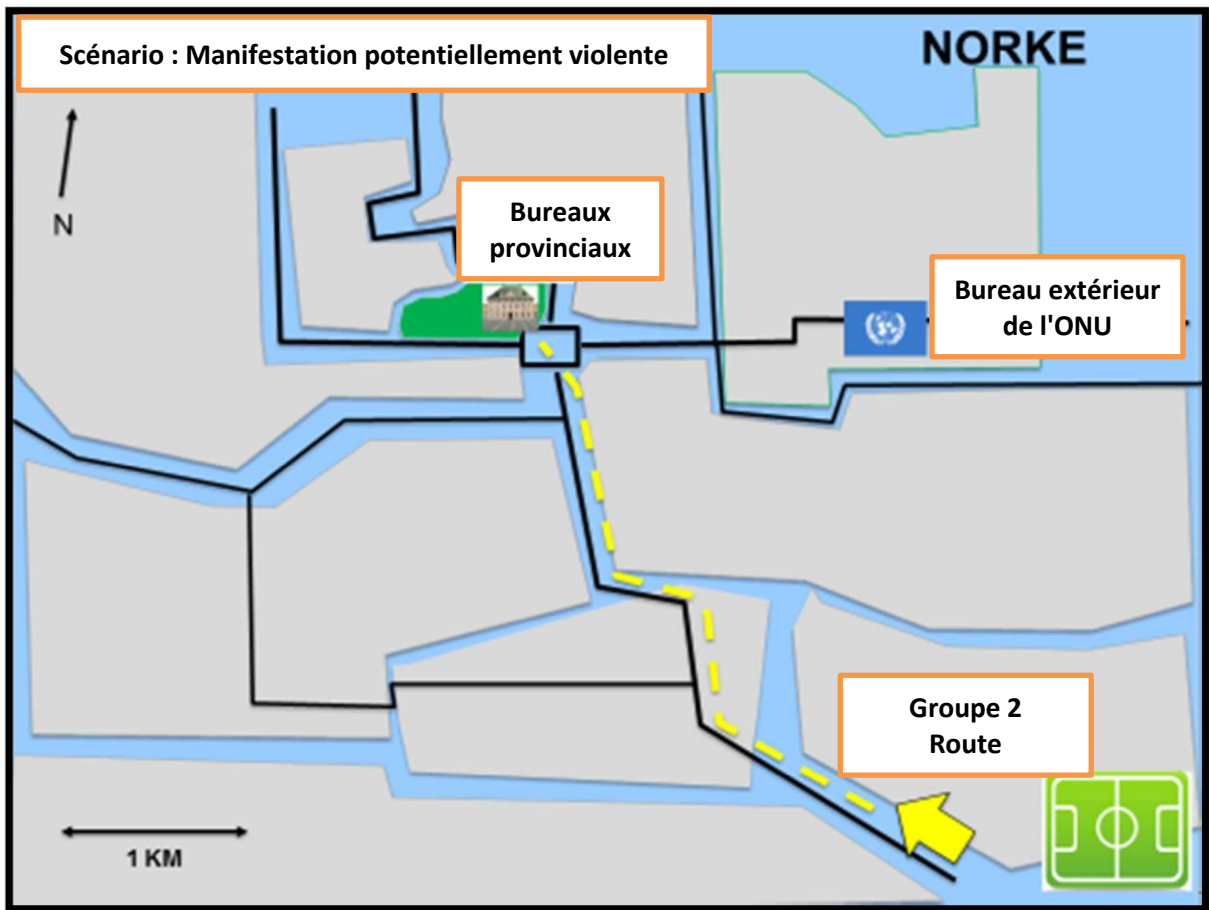 Scénario : Manifestation potentiellement violente
NORKE
N
Bureaux
provinciaux
Bureau extérieur
de l'ONU
Groupe 2
Route
1 KM